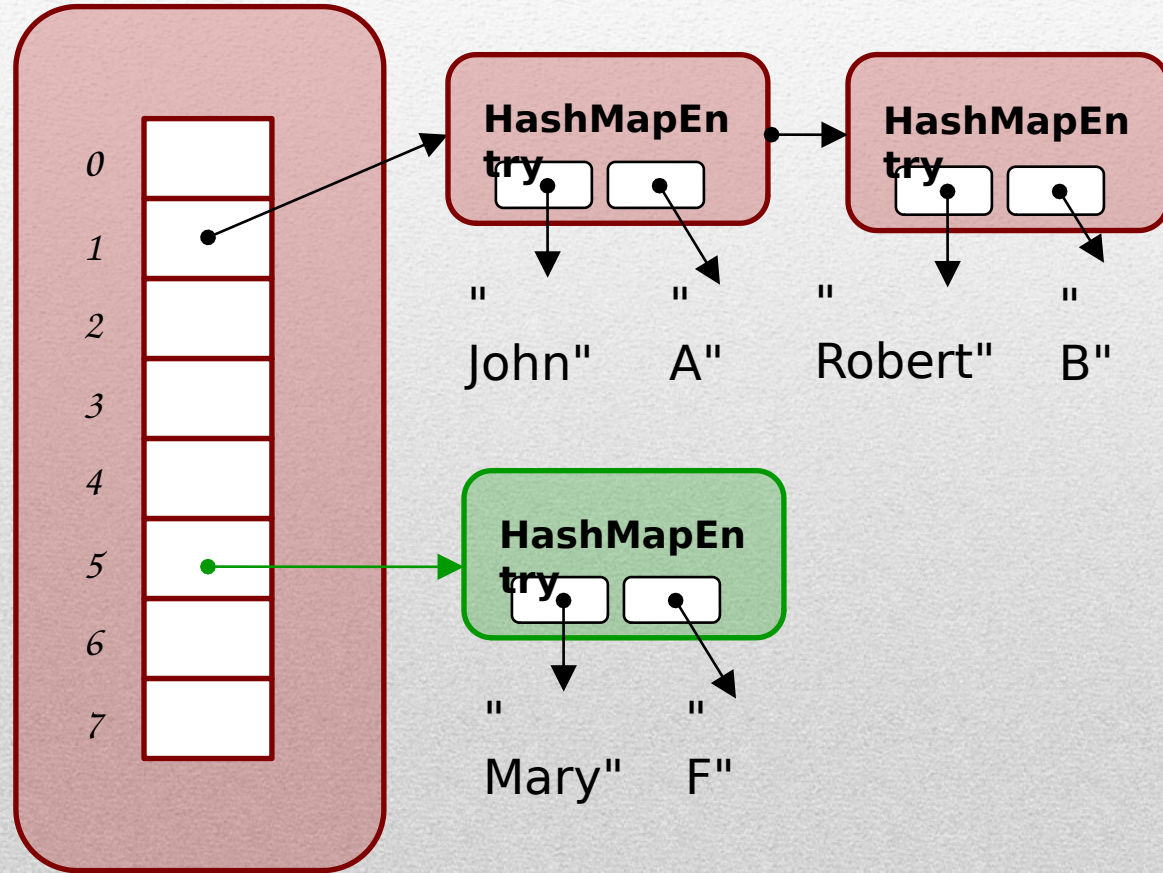 0
1
2
3
4
5
6
7
HashMapEn
try
"
John"
"
A"
HashMapEn
try
"
Robert"
"
B"
HashMapEn
try
"
Mary"
"
F"